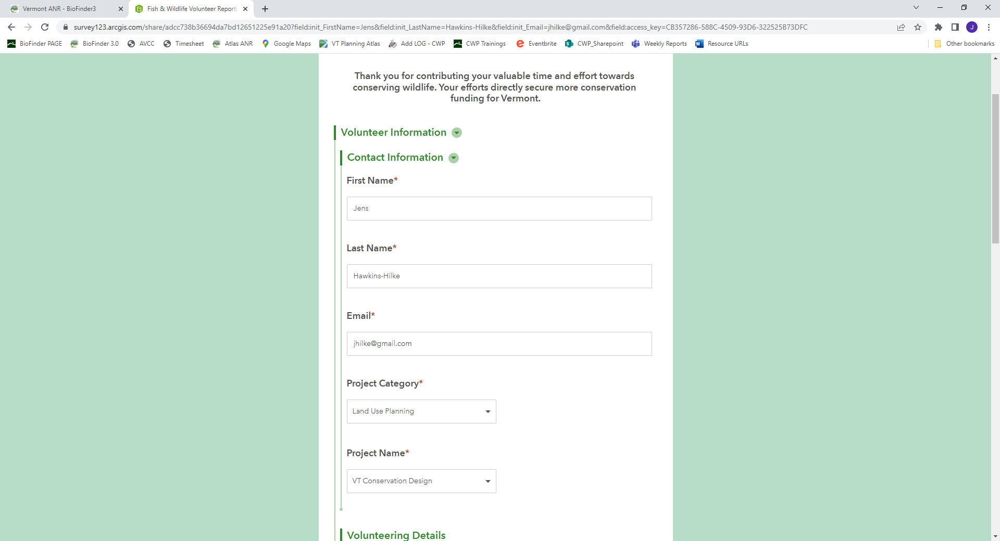 Vermont ANR - BioFinder3
Fish & Wildlife Volunteer Reporti
survey123.arcgis.com/share/adcc738b36694da7bd12651225e91a20?field:init_FirstName=Jens&field:init_LastName=Hawkins-Hilke&field:init_Email=jhilke@gmail.com&field:access_key=CB357286-588C-4509-93D6-322525B73DFC
J
BioFinder PAGE BioFinder 3.0 AVCC Timesheet Atlas ANR Google Maps VT Planning Atlas Add LOG - CWP CWP Trainings Eventbrite CWP_Sharepoint Weekly Reports Resource URLs Other bookmarks
Thank you for contributing your valuable time and effort towards
conserving wildlife. Your efforts directly secure more conservation
funding for Vermont.
Volunteer Information
Contact Information
First Name*
Jens
Last Name*
Hawkins-Hilke
Email*
jhilke@gmail.com
Project Category*
Land Use Planning
Project Name*
VT Conservation Design
Volunteering Details